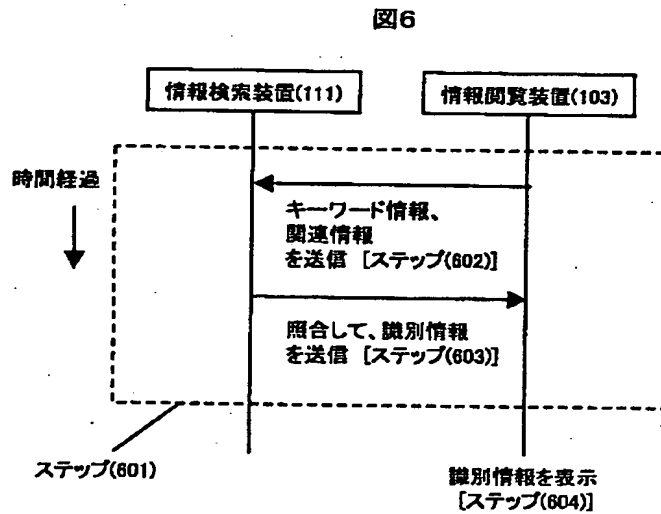 図6
情報検索装置(111)
情報閲覧装置(103)
時間経過
キーワード情報、
関連情報
を送信 [ステップ(602)]
照合して、識別情報
を送信 [ステップ(603)]
ステップ(601)
識別情報を表示
[ステップ(604)]